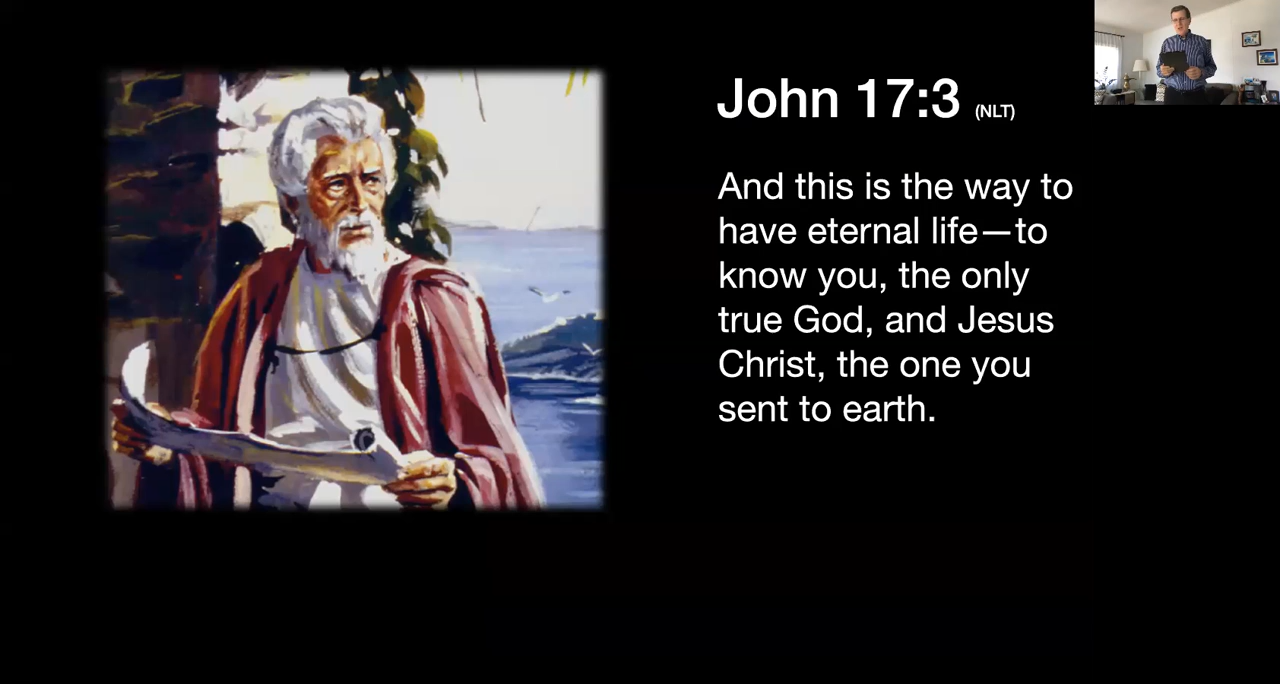 John 17:3 (NLT)
And this is the way to
have eternal life—to
know you, the only
true God, and Jesus
Christ, the one you
sent to earth.